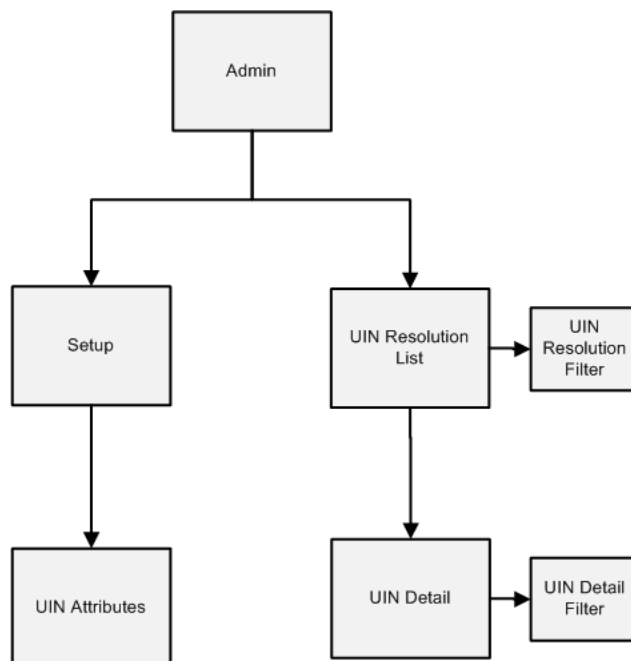 Admin
Setup
UIN Resolution
List
UIN
Resolution
Filter
UIN Attributes
UIN Detail
UIN Detail
Filter